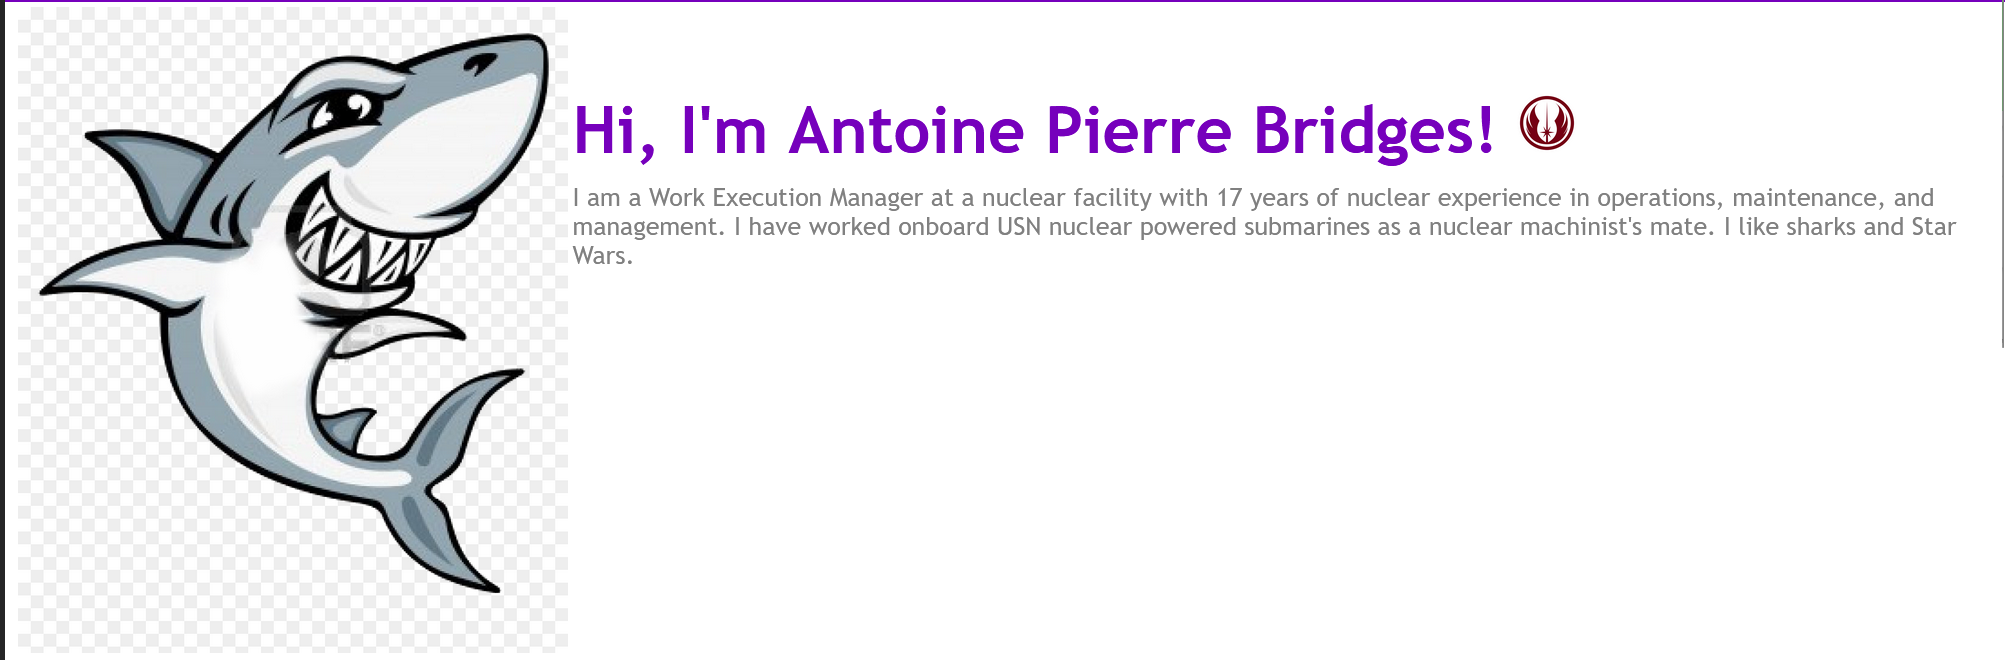 Hi, I'm Antoine Pierre Bridges!
I am a Work Execution Manager at a nuclear facility with 17 years of nuclear experience in operations, maintenance, and
management. I have worked onboard USN nuclear powered submarines as a nuclear machinist's mate. I like sharks and Star
Wars.